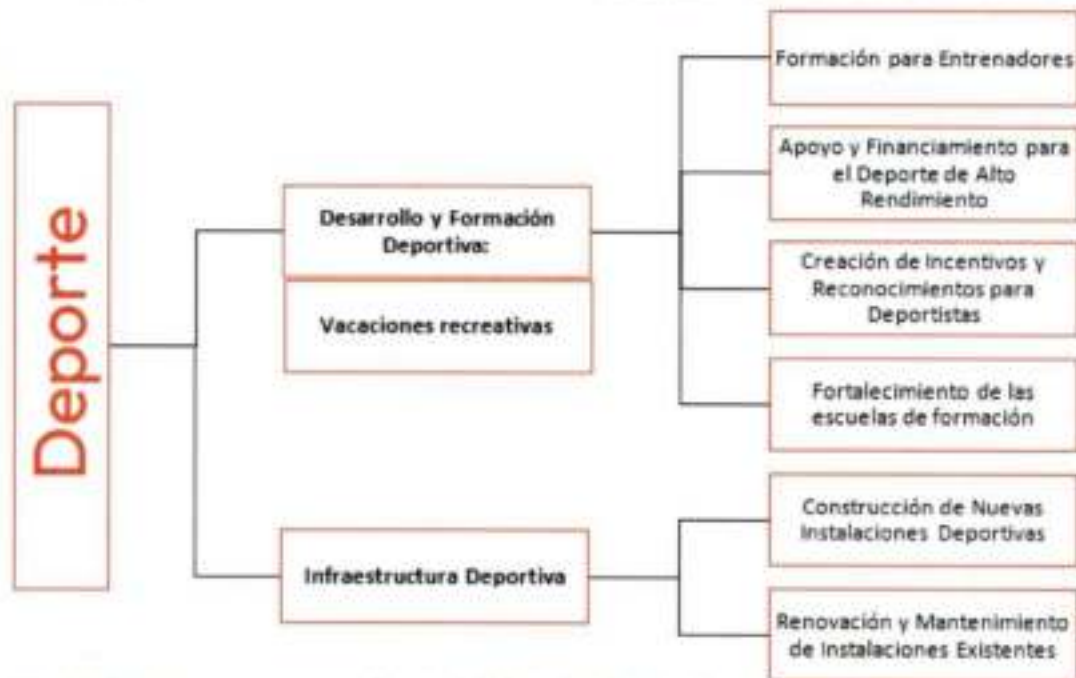 Deporte
Desarrollo y Formación
Deportiva:
Vacaciones recreativas
Formación para Entrenadores
Apoyo y Financiamiento para
el Deporte de Alto
Rendimiento
Creación de Incentivos y
Reconocimientos para
Deportistas
Fortalecimiento de las
escuelas de formación
Infraestructura Deportiva
Construcción de Nuevas
Instalaciones Deportivas
Renovación y Mantenimiento
de Instalaciones Existentes